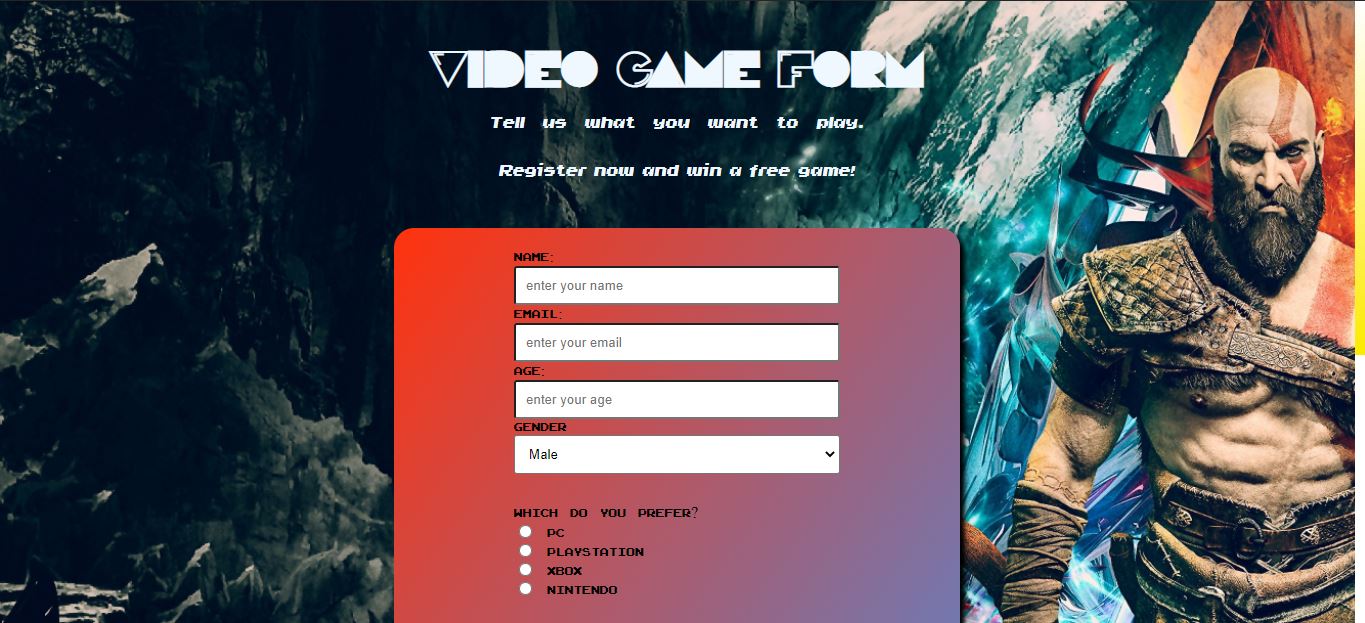 VIDEO GAME FORM
Tell us what you want to play.
Register now and win a free game!
NAME:
enter your name
EMAIL:
enter your email
AGE:
enter your age
GENDER
Male
WHICH DO YOU PREFER?
PC
PLAYSTATION
XBOX
NINTENDO